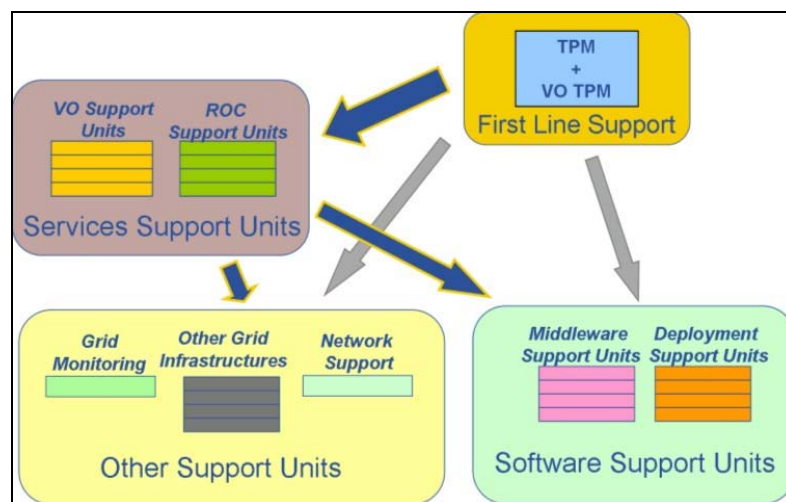 TPM
+
VO TPM
First Line Support
VO Support
Units
ROC
Support Units
Services Support Units
Grid
Monitoring
Other Grid
Infrastructures
Network
Support
Other Support Units
Middleware
Support Units
Deployment
Support Units
Software Support Units